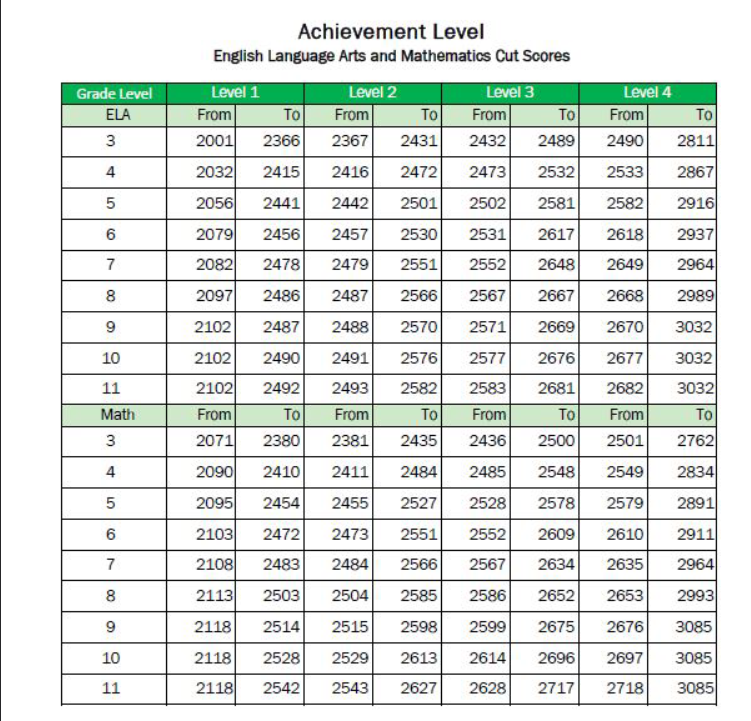 Achievement Level
English Language Arts and Mathematics Cut Scores
Grade Level Level 1 Level 2 Level 3 Level 4
ELA From To From To From To From To
3 2001 2366 2367 2431 2432 2489 2490 2811
4 2032 2415 2416 2472 2473 2532 2533 2867
5 2056 2441 2442 2501 2502 2581 2582 2916
6 2079 2456 2457 2530 2531 2617 2618 2937
7 2082 2478 2479 2551 2552 2648 2649 2964
8 2097 2486 2487 2566 2567 2667 2668 2989
9 2102 2487 2488 2570 2571 2669 2670 3032
10 2102 2490 2491 2576 2577 2676 2677 3032
11 2102 2492 2493 2582 2583 2681 2682 3032
Math From To From To From To From To
3 2071 2380 2381 2435 2436 2500 2501 2762
4 2090 2410 2411 2484 2485 2548 2549 2834
5 2095 2454 2455 2527 2528 2578 2579 2891
6 2103 2472 2473 2551 2552 2609 2610 2911
7 2108 2483 2484 2566 2567 2634 2635 2964
8 2113 2503 2504 2585 2586 2652 2653 2993
9 2118 2514 2515 2598 2599 2675 2676 3085
10 2118 2528 2529 2613 2614 2696 2697 3085
11 2118 2542 2543 2627 2628 2717 2718 3085